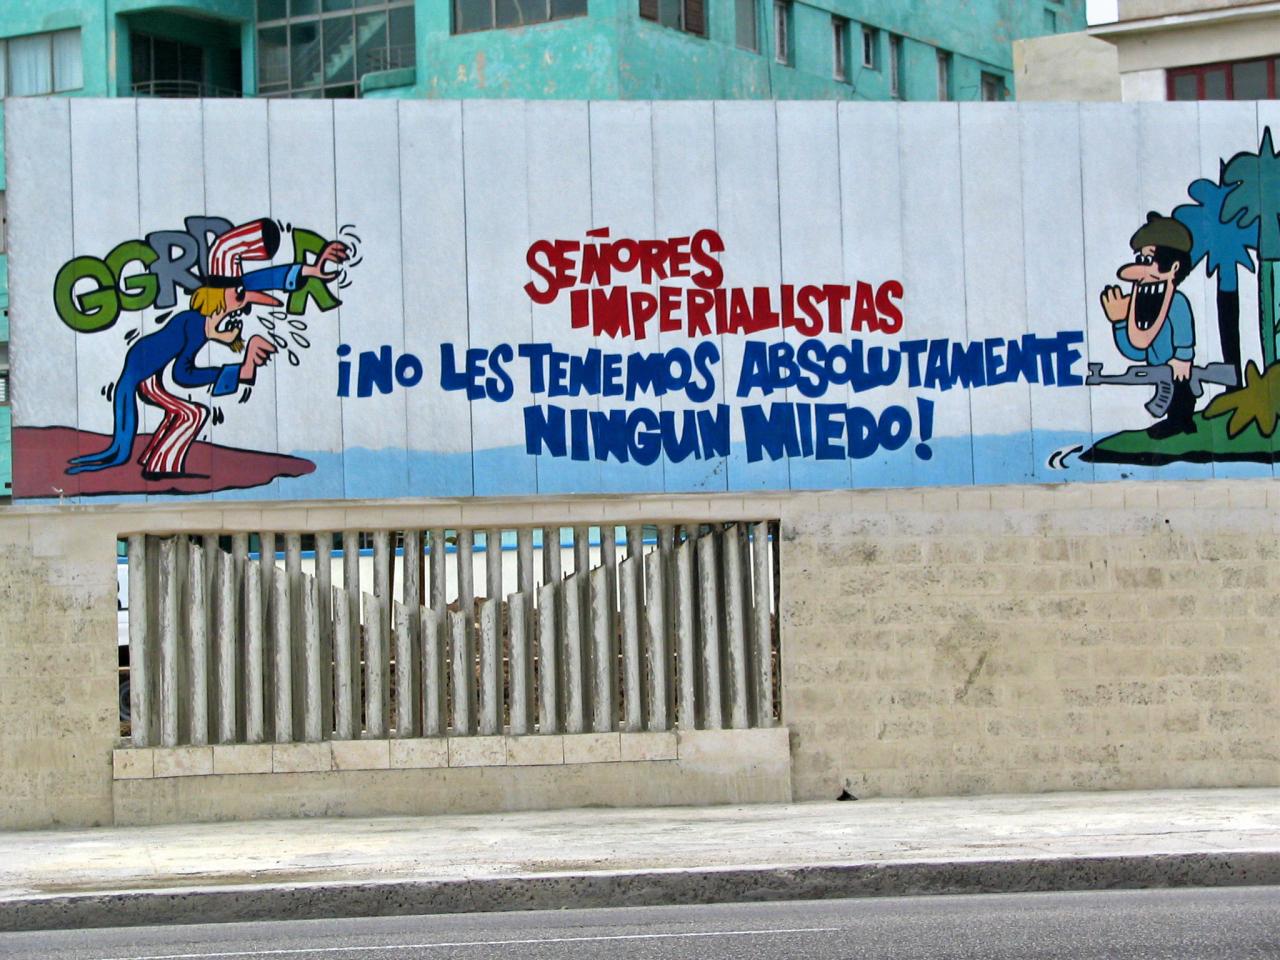 GGRRR
SEÑORES
IMPERIALISTAS
¡NO LES TENEMOS ABSOLUTAMENTE
NINGUN MIEDO!